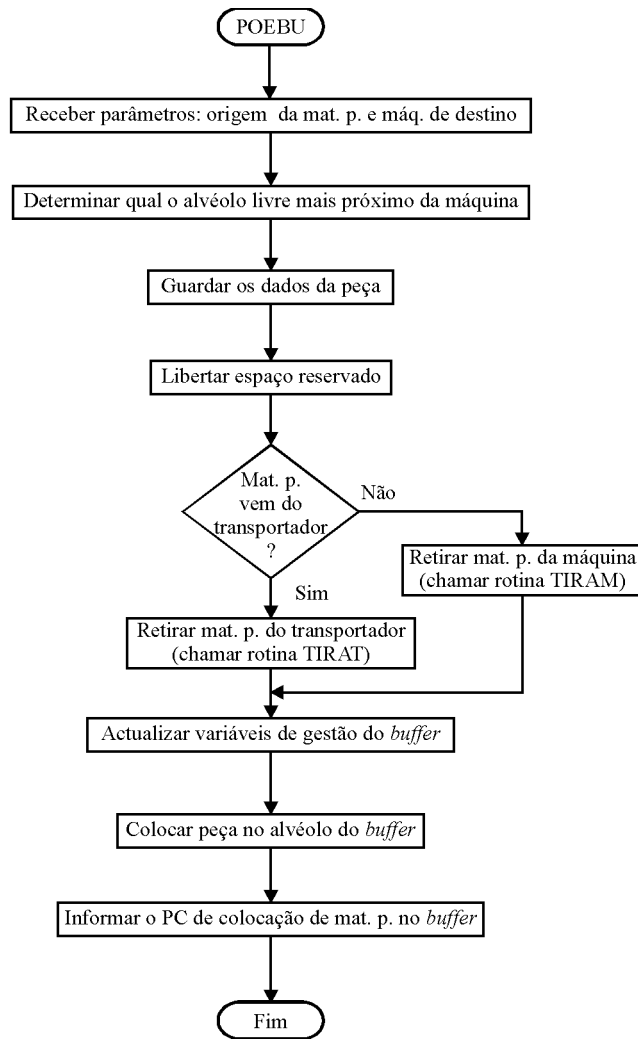 POEBU
Receber parâmetros: origem da mat. p. e máq. de destino
Determinar qual o alvéolo livre mais próximo da máquina
Guardar os dados da peça
Libertar espaço reservado
Mat. p.
vem do
transportador
?
Não
Retirar mat. p. da máquina
(chamar rotina TIRAM)
Sim
Retirar mat. p. do transportador
(chamar rotina TIRAT)
Actualizar variáveis de gestão do buffer
Colocar peça no alvéolo do buffer
Informar o PC de colocação de mat. p. no buffer
Fim